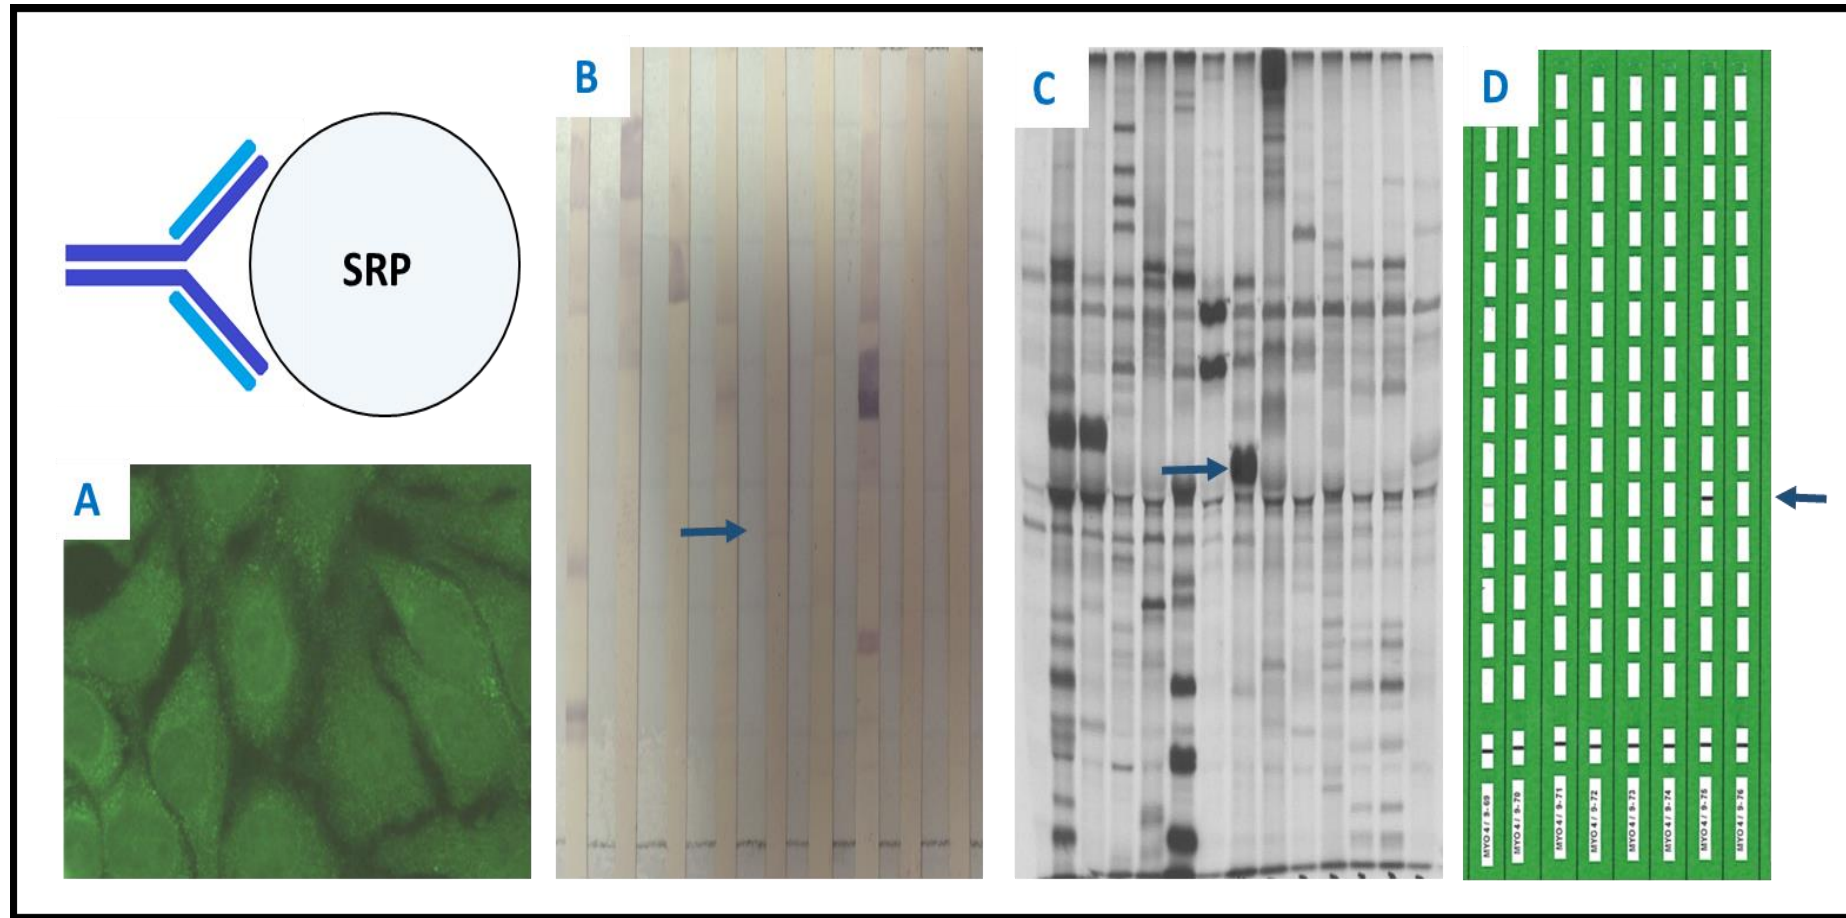 B
C
D
SRP
A
MYO 4 / 9-69
MYO 4 / 9-70
MYO 4 / 9-71
MYO 4 / 9-72
MYO 4 / 9-73
MYO 4 / 9-74
MYO 4 / 9-75
MYO 4 / 9-76